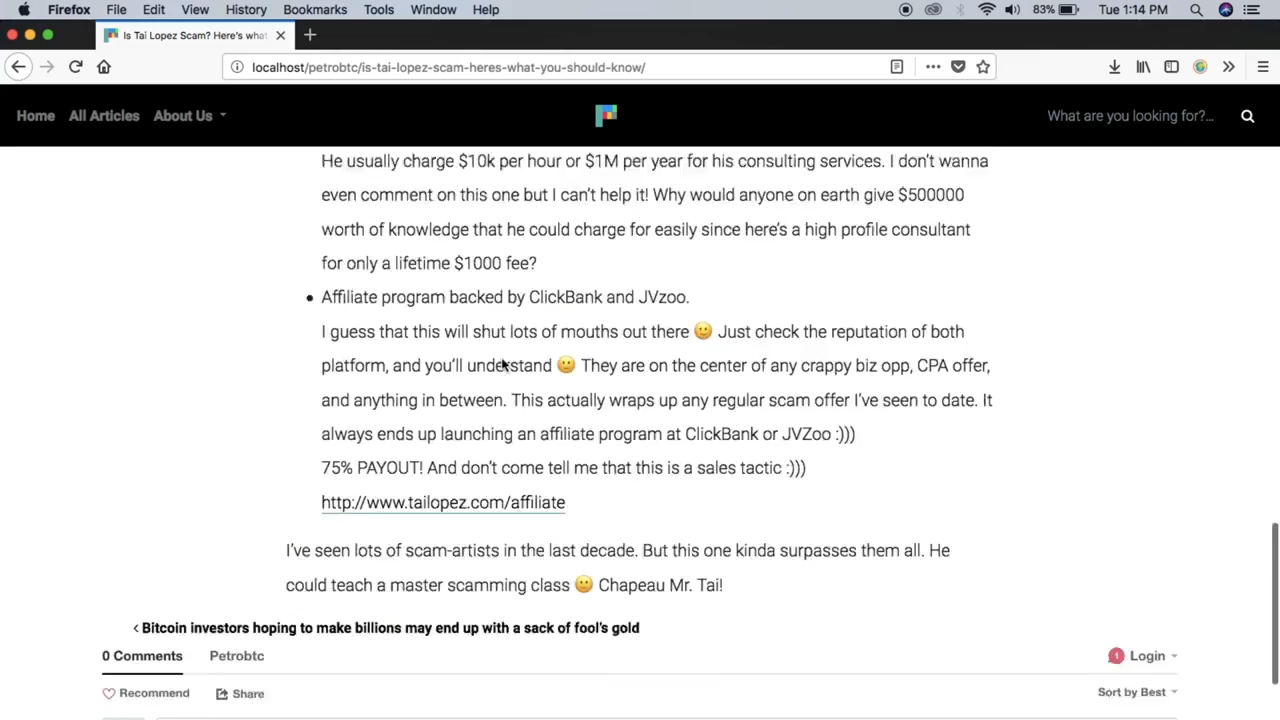 Firefox File Edit View History Bookmarks Tools Window Help 83% Tue 1:14 PM
Is Tai Lopez Scam? Here's what
localhost/petrobtc/is-tai-lopez-scam-heres-what-you-should-know/
Home All Articles About Us What are you looking for?...
He usually charge $10k per hour or $1M per year for his consulting services. I don't wanna
even comment on this one but I can't help it! Why would anyone on earth give $500000
worth of knowledge that he could charge for easily since here's a high profile consultant
for only a lifetime $1000 fee?
Affiliate program backed by ClickBank and JVzoo.
I guess that this will shut lots of mouths out there 🙂 Just check the reputation of both
platform, and you'll understand 🙂 They are on the center of any crappy biz opp, CPA offer,
and anything in between. This actually wraps up any regular scam offer I've seen to date. It
always ends up launching an affiliate program at ClickBank or JVZoo :)))
75% PAYOUT! And don't come tell me that this is a sales tactic :)))
http://www.tailopez.com/affiliate
I've seen lots of scam-artists in the last decade. But this one kinda surpasses them all. He
could teach a master scamming class 🙂 Chapeau Mr. Tai!
‹ Bitcoin investors hoping to make billions may end up with a sack of fool's gold
0 Comments Petrobtc 1 Login
Recommend Share Sort by Best